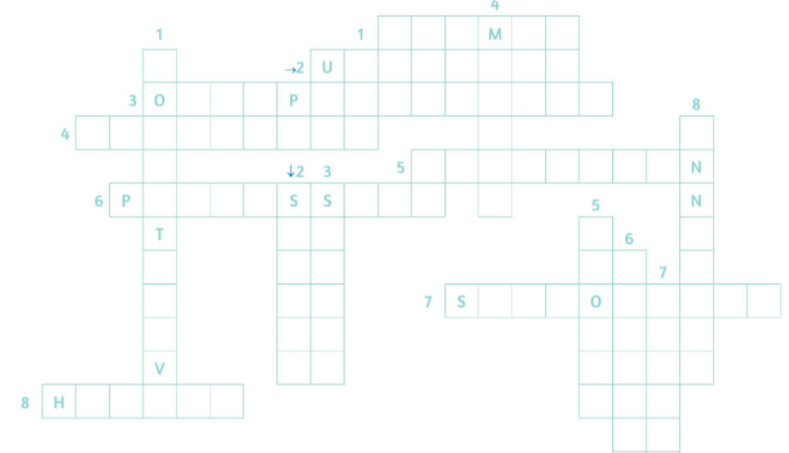 4
1 1 M
→2 U
3 O P 8
4
↓2 3 5 N
6 P S S N
5
T 6
7
7 S O
V
8 H